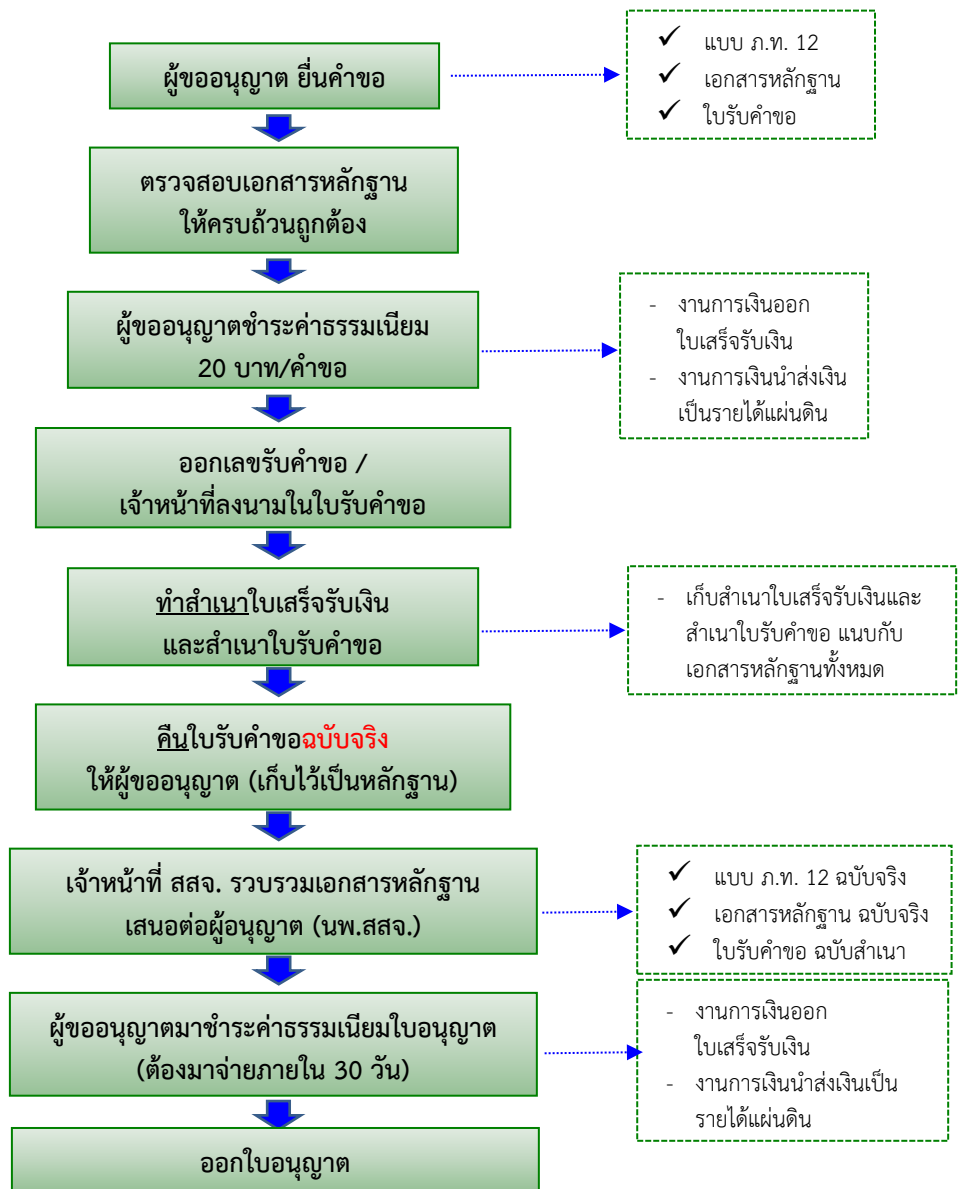 ผู้ขออนุญาต ยื่นคำขอ
✓ แบบ ภ.ท. 12
✓ เอกสารหลักฐาน
✓ ใบรับคำขอ
ตรวจสอบเอกสารหลักฐาน
ให้ครบถ้วนถูกต้อง
ผู้ขออนุญาตชำระค่าธรรมเนียม
20 บาท/คำขอ
- งานการเงินออก
ใบเสร็จรับเงิน
- งานการเงินนำส่งเงิน
เป็นรายได้แผ่นดิน
ออกเลขรับคำขอ /
เจ้าหน้าที่ลงนามในใบรับคำขอ
ทำสำเนาใบเสร็จรับเงิน
และสำเนาใบรับคำขอ
- เก็บสำเนาใบเสร็จรับเงินและ
สำเนาใบรับคำขอ แนบกับ
เอกสารหลักฐานทั้งหมด
คืนใบรับคำขอฉบับจริง
ให้ผู้ขออนุญาต (เก็บไว้เป็นหลักฐาน)
เจ้าหน้าที่ สสจ. รวบรวมเอกสารหลักฐาน
เสนอต่อผู้อนุญาต (นพ.สสจ.)
✓ แบบ ภ.ท. 12 ฉบับจริง
✓ เอกสารหลักฐาน ฉบับจริง
✓ ใบรับคำขอ ฉบับสำเนา
ผู้ขออนุญาตมาชำระค่าธรรมเนียมใบอนุญาต
(ต้องมาจ่ายภายใน 30 วัน)
- งานการเงินออก
ใบเสร็จรับเงิน
- งานการเงินนำส่งเงินเป็น
รายได้แผ่นดิน
ออกใบอนุญาต